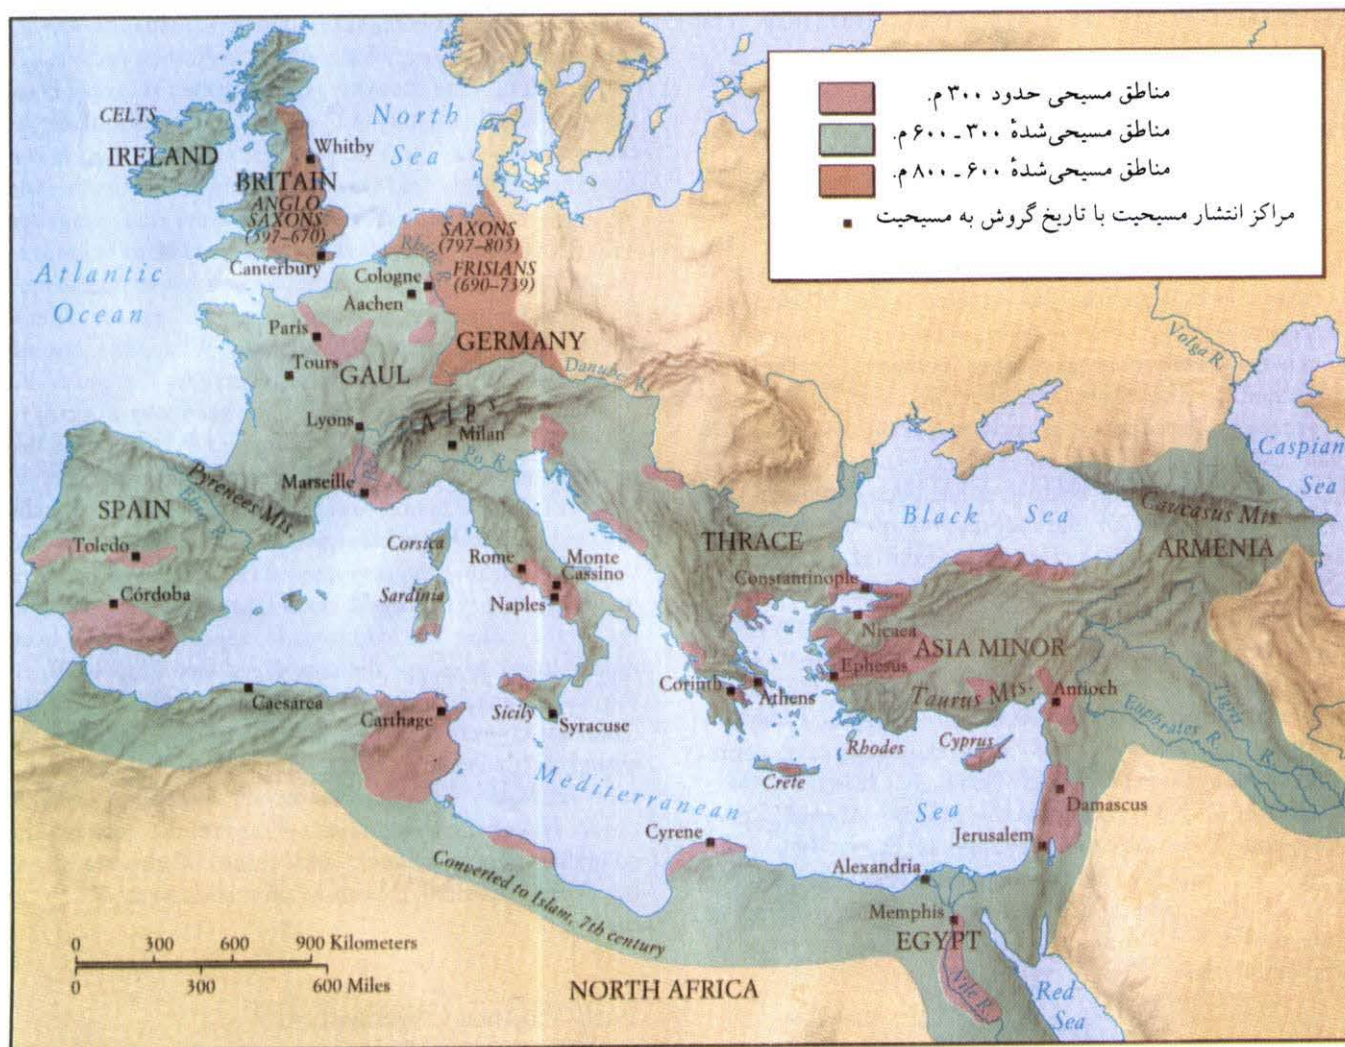 مناطق مسیحی حدود ۳۰۰ م.
مناطق مسیحی‌شدهٔ ۳۰۰ ـ ۶۰۰ م.
مناطق مسیحی‌شدهٔ ۶۰۰ ـ ۸۰۰ م.
مراکز انتشار مسیحیت با تاریخ گروش به مسیحیت
CELTS
IRELAND
North
Sea
Whitby
BRITAIN
ANGLO
SAXONS
(597–670)
Canterbury
SAXONS
(797–805)
FRISIANS
(690–739)
Cologne
Aachen
Atlantic
Ocean
Paris
Tours
GAUL
GERMANY
Danube R.
Volga R.
Lyons
Alps
Milan
Po R.
Marseille
Pyrenees Mts.
Ebro R.
SPAIN
Toledo
Córdoba
Corsica
Sardinia
Rome
Monte
Cassino
Naples
THRACE
Black Sea
Caspian
Sea
Caucasus Mts.
ARMENIA
Constantinople
Nicaea
ASIA MINOR
Ephesus
Corinth
Athens
Taurus Mts.
Antioch
Tigris R.
Euphrates R.
Caesarea
Carthage
Sicily
Syracuse
Rhodes
Cyprus
Crete
Mediterranean
Sea
Damascus
Jerusalem
Cyrene
Alexandria
Memphis
EGYPT
Nile R.
Red
Sea
Converted to Islam, 7th century
NORTH AFRICA
0 300 600 900 Kilometers
0 300 600 Miles